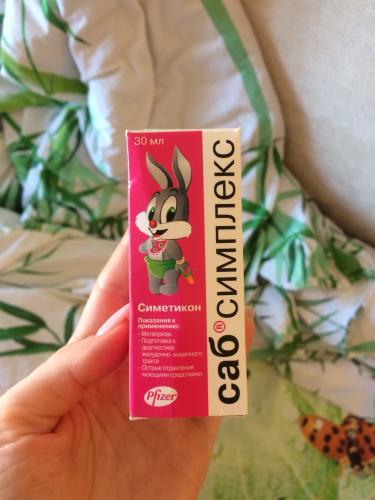 30 мл
саб® симплекс
Симетикон
Показания к
применению:
- Метеоризм
- Подготовка к
диагностике
желудочно-кишечного
тракта
- Острые отравления
моющими средствами
Pfizer